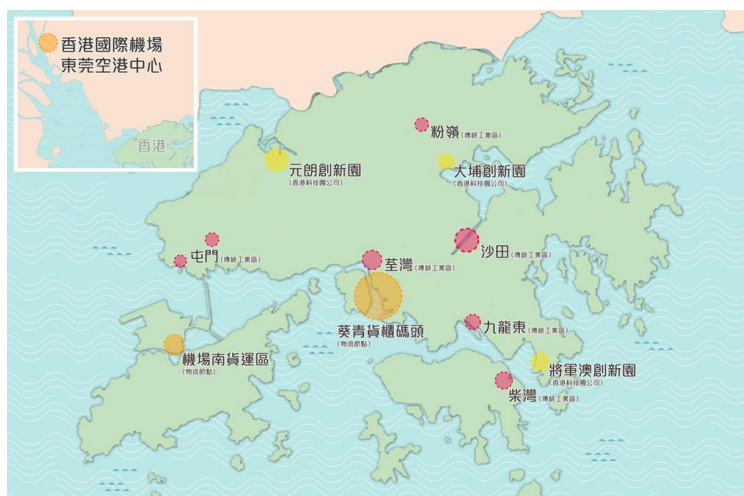 香港國際機場
東莞空港中心
香港
粉嶺(傳統工業區)
元朗創新園
(香港科技園公司)
大埔創新園
(香港科技園公司)
屯門(傳統工業區)
荃灣(傳統工業區)
沙田(傳統工業區)
葵青貨櫃碼頭
(物流節點)
九龍東(傳統工業區)
機場南貨運區
(物流節點)
將軍澳創新園
(香港科技園公司)
柴灣(傳統工業區)